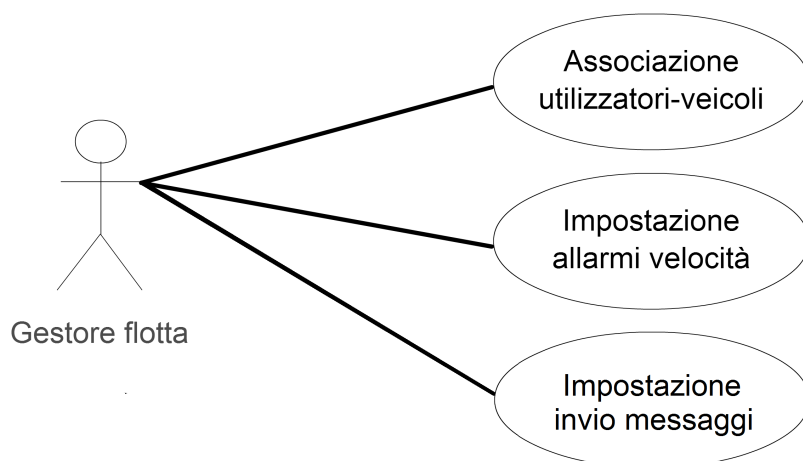 Associazione
utilizzatori-veicoli
Impostazione
allarmi velocità
Gestore flotta
Impostazione
invio messaggi